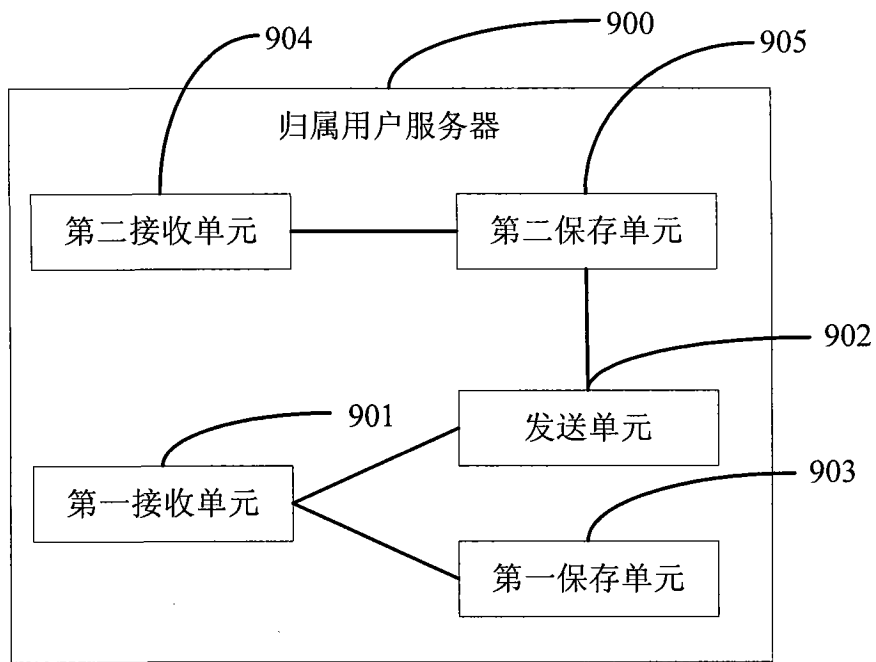 904
900
905
归属用户服务器
第二接收单元
第二保存单元
902
901
发送单元
903
第一接收单元
第一保存单元